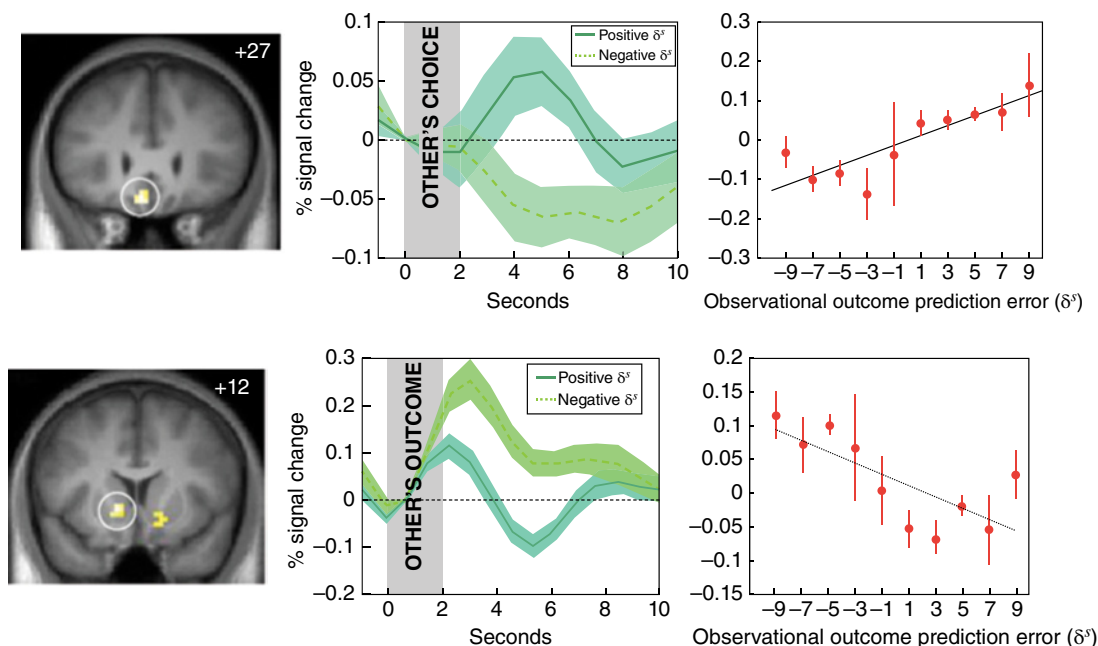 +27
% signal change
0.1
0.05
0
−0.05
−0.1
OTHER'S CHOICE
Positive δˢ
Negative δˢ
0 2 4 6 8 10
Seconds
0.3
0.2
0.1
0
−0.1
−0.2
−0.3
−9 −7 −5 −3 −1 1 3 5 7 9
Observational outcome prediction error (δˢ)
+12
% signal change
0.3
0.2
0.1
0
−0.1
−0.2
OTHER'S OUTCOME
Positive δˢ
Negative δˢ
0 2 4 6 8 10
Seconds
0.2
0.15
0.1
0.05
0
−0.05
−0.1
−0.15
−9 −7 −5 −3 −1 1 3 5 7 9
Observational outcome prediction error (δˢ)